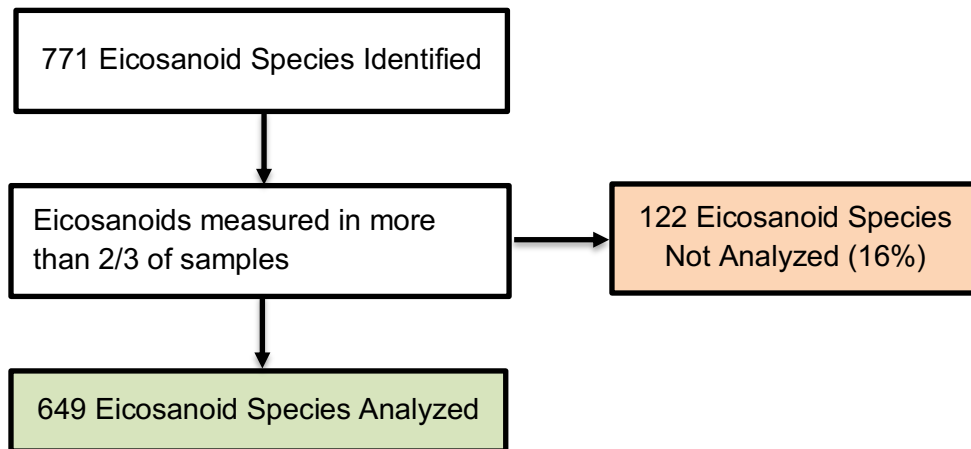 771 Eicosanoid Species Identified
Eicosanoids measured in more
than 2/3 of samples
122 Eicosanoid Species
Not Analyzed (16%)
649 Eicosanoid Species Analyzed